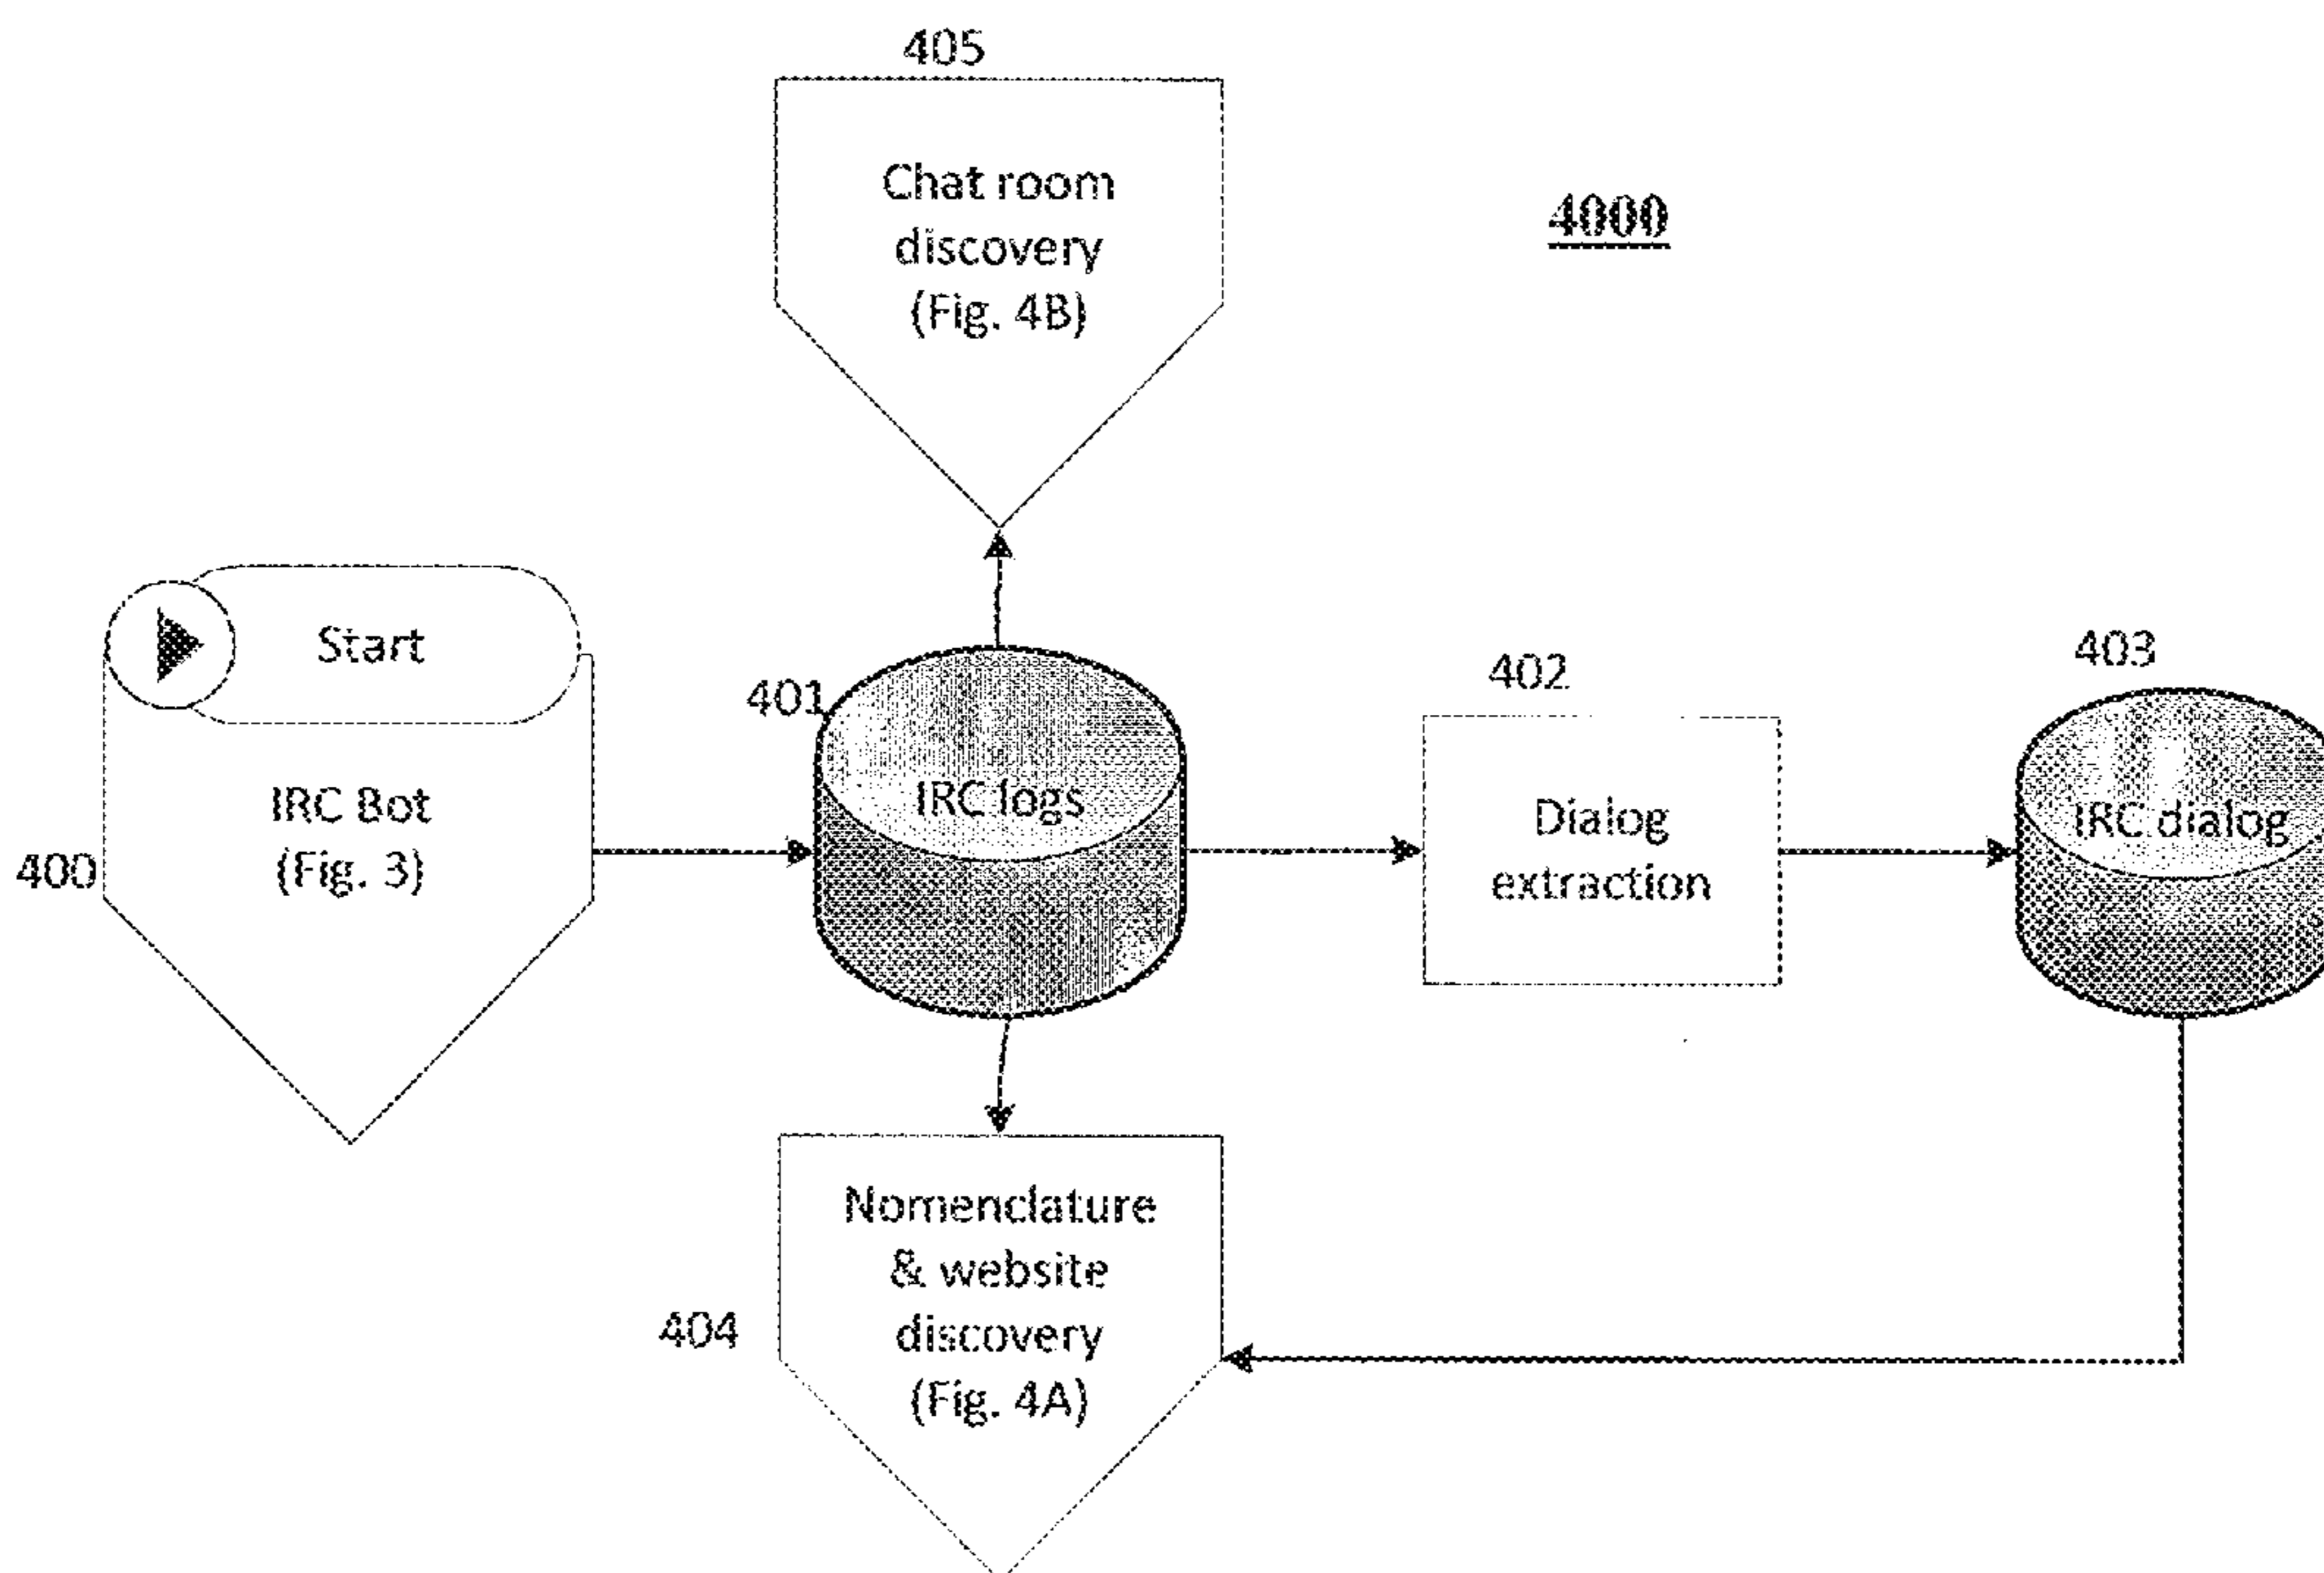 405
Chat room
discovery
(Fig. 4B)
4000
Start
IRC Bot
(Fig. 3)
400
401
IRC logs
402
Dialog
extraction
403
IRC dialog
Nomenclature
& website
discovery
(Fig. 4A)
404